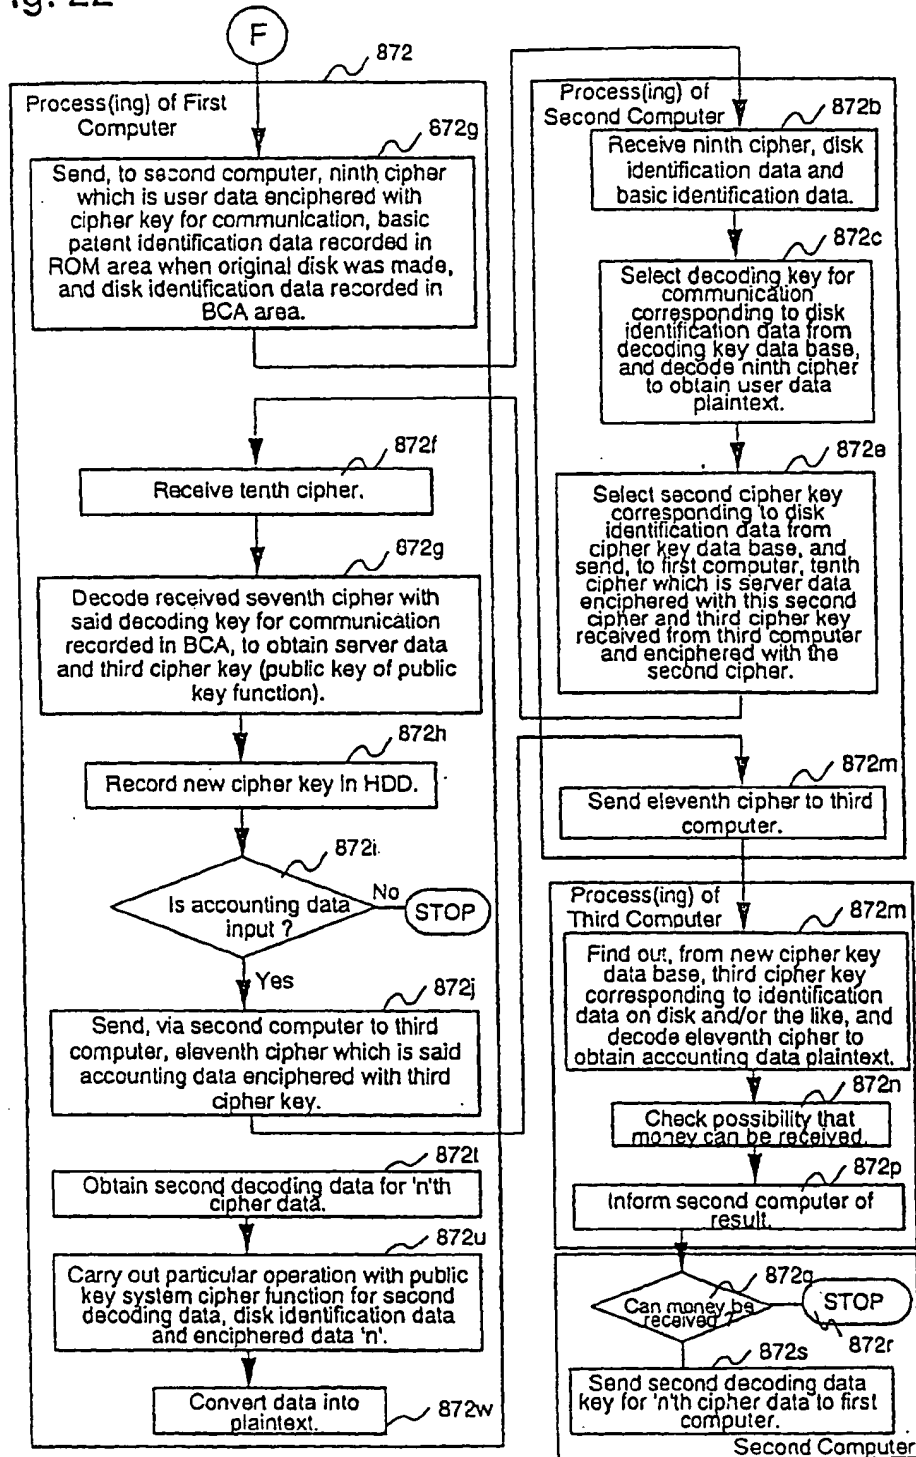 Fig. 22
F
872
Process(ing) of First
Computer
872g
Send, to second computer, ninth cipher
which is user data enciphered with
cipher key for communication, basic
patent identification data recorded in
ROM area when original disk was made,
and disk identification data recorded in
BCA area.
872f
Receive tenth cipher.
872g
Decode received seventh cipher with
said decoding key for communication
recorded in BCA, to obtain server data
and third cipher key (public key of public
key function).
872h
Record new cipher key in HDD.
872i
Is accounting data
input ?
No
STOP
Yes
872j
Send, via second computer to third
computer, eleventh cipher which is said
accounting data enciphered with third
cipher key.
872t
Obtain second decoding data for 'n'th
cipher data.
872u
Carry out particular operation with public
key system cipher function for second
decoding data, disk identification data
and enciphered data 'n'.
Convert data into
plaintext.
872w
Process(ing) of
Second Computer
872b
Receive ninth cipher, disk
identification data and
basic identification data.
872c
Select decoding key for
communication
corresponding to disk
identification data from
decoding key data base,
and decode ninth cipher
to obtain user data
plaintext.
872e
Select second cipher key
corresponding to disk
identification data from
cipher key data base, and
send, to first computer, tenth
cipher which is server data
enciphered with this second
cipher and third cipher key
received from third computer
and enciphered with the
second cipher.
872m
Send eleventh cipher to third
computer.
Process(ing) of
Third Computer
872m
Find out, from new cipher key
data base, third cipher key
corresponding to identification
data on disk and/or the like, and
decode eleventh cipher to
obtain accounting data plaintext.
872n
Check possibility that
money can be received.
872p
Inform second computer of
result.
872q
Can money be
received ?
STOP
872r
872s
Send second decoding data
key for 'n'th cipher data to first
computer.
Second Computer